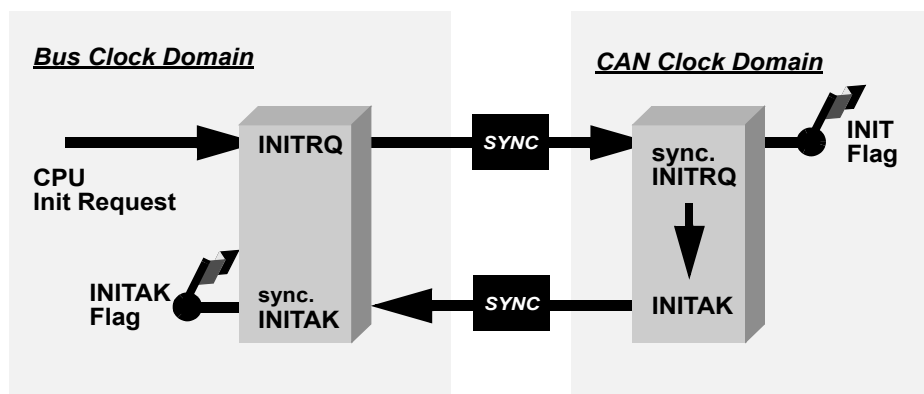 Bus Clock Domain
CAN Clock Domain
CPU
Init Request
INITRQ
SYNC
sync.
INITRQ
INIT
Flag
INITAK
Flag
sync.
INITAK
SYNC
INITAK